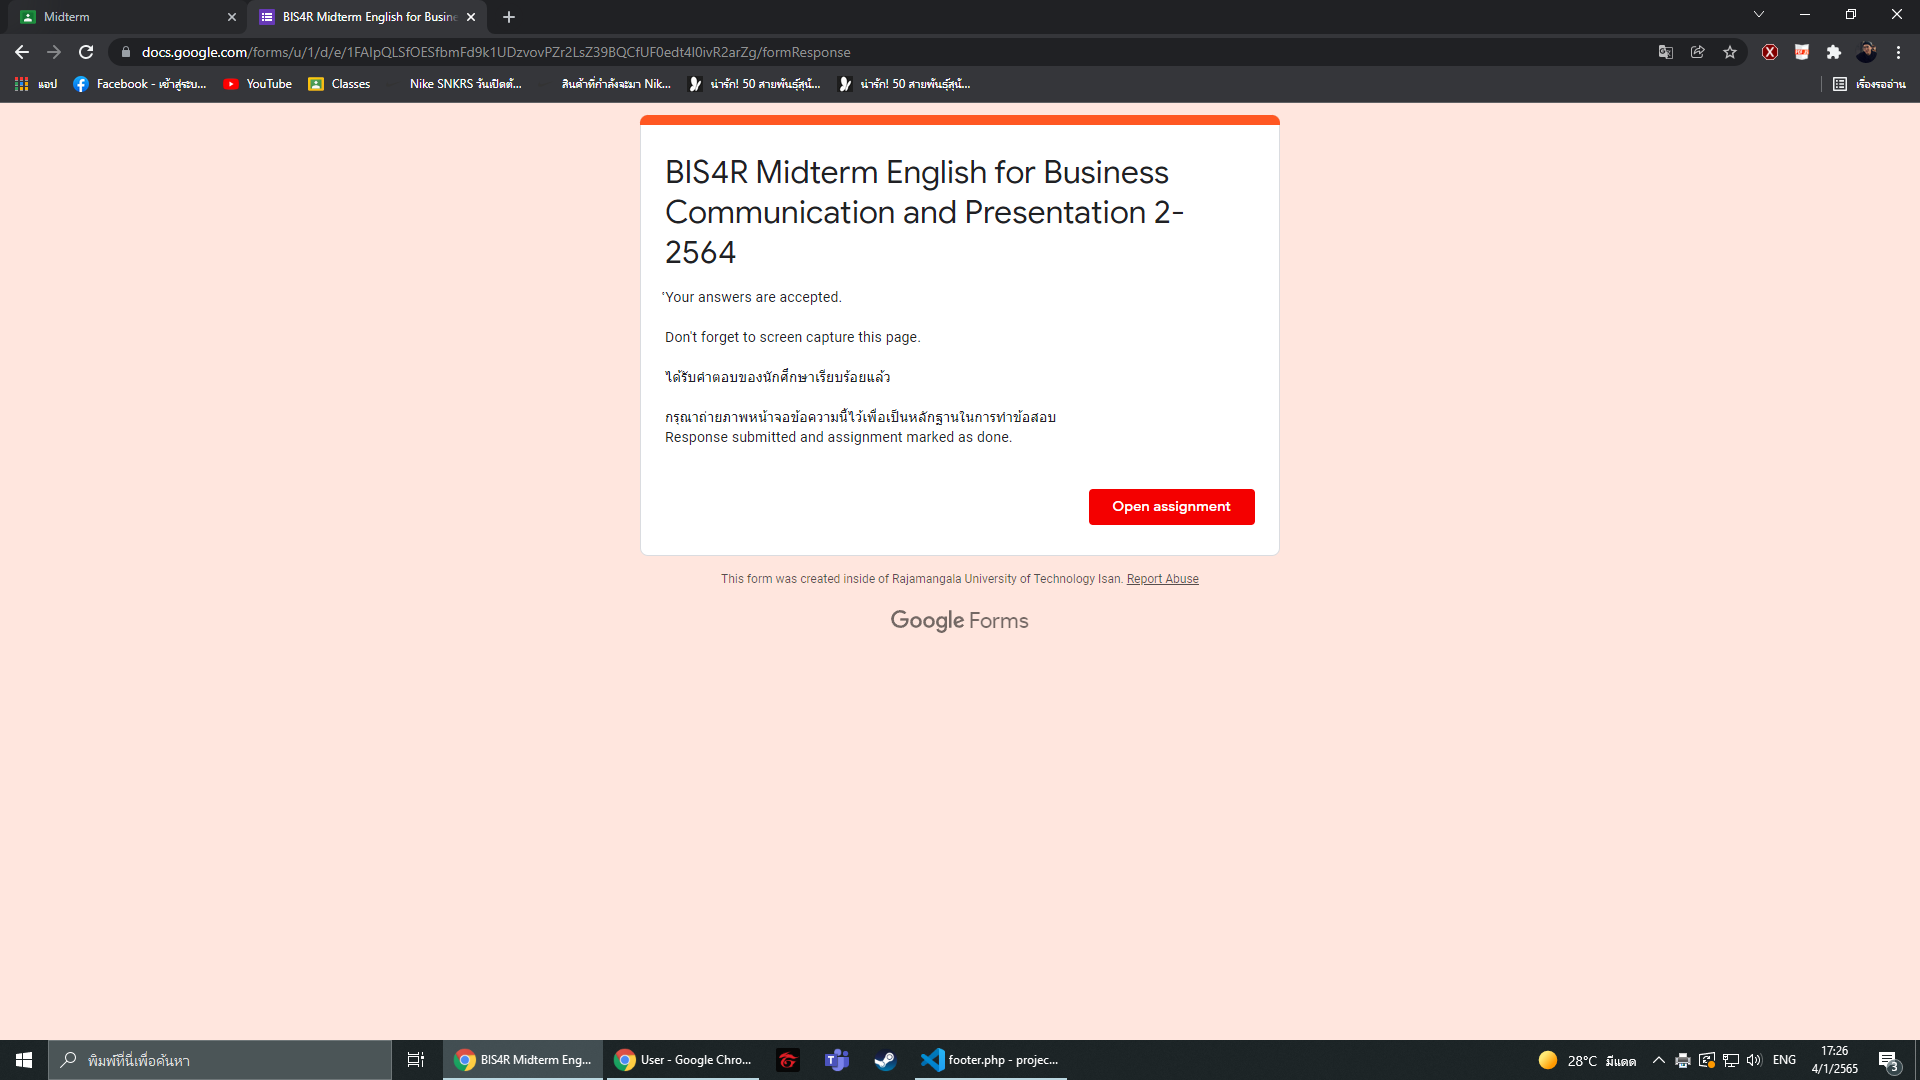 Midterm
BIS4R Midterm English for Busine
docs.google.com/forms/u/1/d/e/1FAIpQLSfOESfbmFd9k1UDzvovPZr2LsZ39BQCfUF0edt4l0ivR2arZg/formResponse
แอป
Facebook - เข้าสู่ระบ...
YouTube
Classes
Nike SNKRS วันเปิดตั...
สินค้าที่กำลังจะมา Nik...
น่ารัก! 50 สายพันธุ์สุนั...
น่ารัก! 50 สายพันธุ์สุนั...
เรื่องรออ่าน
BIS4R Midterm English for Business
Communication and Presentation 2-
2564
Your answers are accepted.
Don't forget to screen capture this page.
ได้รับคำตอบของนักศึกษาเรียบร้อยแล้ว
กรุณาถ่ายภาพหน้าจอข้อความนี้ไว้เพื่อเป็นหลักฐานในการทำข้อสอบ
Response submitted and assignment marked as done.
Open assignment
This form was created inside of Rajamangala University of Technology Isan. Report Abuse
Google Forms
พิมพ์ที่นี่เพื่อค้นหา
BIS4R Midterm Eng...
User - Google Chro...
footer.php - projec...
28°C มีแดด
ENG
17:26
4/1/2565
3